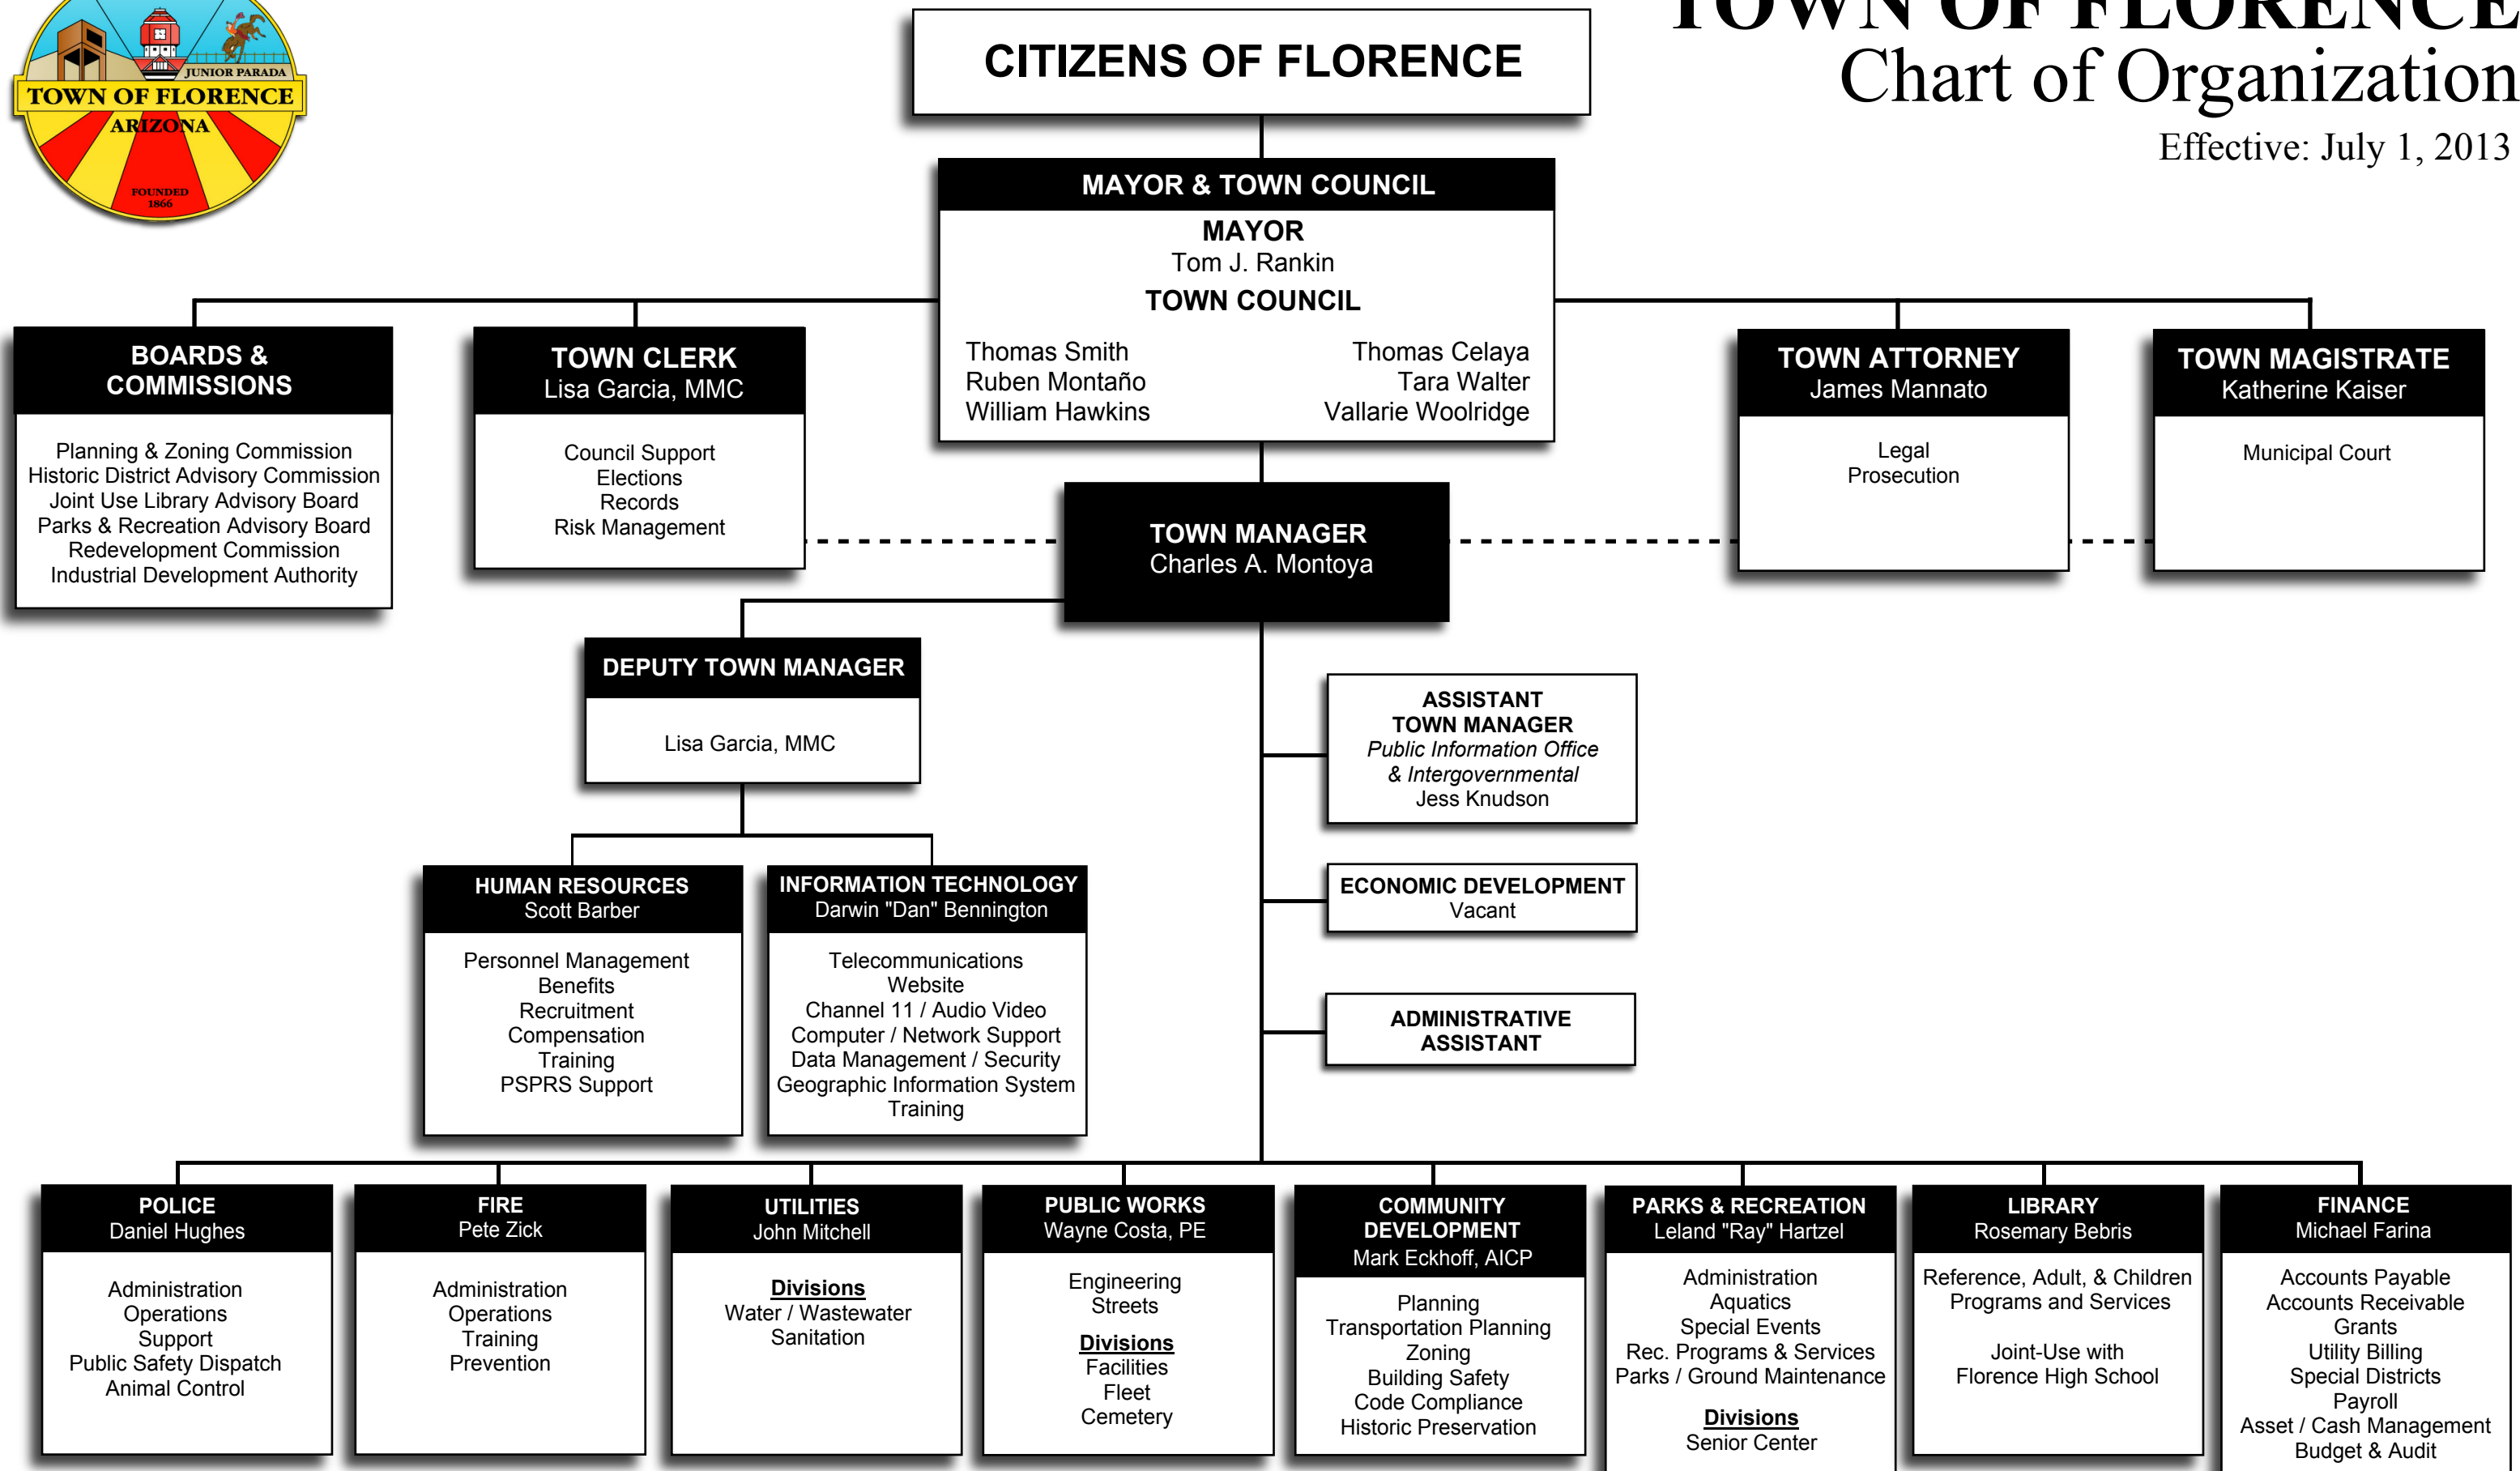 JUNIOR PARADA
TOWN OF FLORENCE
ARIZONA
FOUNDED
1866
TOWN OF FLORENCE
Chart of Organization
Effective: July 1, 2013
CITIZENS OF FLORENCE
MAYOR & TOWN COUNCIL
MAYOR
Tom J. Rankin
TOWN COUNCIL
Thomas Smith
Ruben Montaño
William Hawkins
Thomas Celaya
Tara Walter
Vallarie Woolridge
BOARDS &
COMMISSIONS
Planning & Zoning Commission
Historic District Advisory Commission
Joint Use Library Advisory Board
Parks & Recreation Advisory Board
Redevelopment Commission
Industrial Development Authority
TOWN CLERK
Lisa Garcia, MMC
Council Support
Elections
Records
Risk Management
TOWN ATTORNEY
James Mannato
Legal
Prosecution
TOWN MAGISTRATE
Katherine Kaiser
Municipal Court
TOWN MANAGER
Charles A. Montoya
DEPUTY TOWN MANAGER
Lisa Garcia, MMC
ASSISTANT
TOWN MANAGER
Public Information Office
& Intergovernmental
Jess Knudson
ECONOMIC DEVELOPMENT
Vacant
ADMINISTRATIVE
ASSISTANT
HUMAN RESOURCES
Scott Barber
Personnel Management
Benefits
Recruitment
Compensation
Training
PSPRS Support
INFORMATION TECHNOLOGY
Darwin "Dan" Bennington
Telecommunications
Website
Channel 11 / Audio Video
Computer / Network Support
Data Management / Security
Geographic Information System
Training
POLICE
Daniel Hughes
Administration
Operations
Support
Public Safety Dispatch
Animal Control
FIRE
Pete Zick
Administration
Operations
Training
Prevention
UTILITIES
John Mitchell
Divisions
Water / Wastewater
Sanitation
PUBLIC WORKS
Wayne Costa, PE
Engineering
Streets
Divisions
Facilities
Fleet
Cemetery
COMMUNITY
DEVELOPMENT
Mark Eckhoff, AICP
Planning
Transportation Planning
Zoning
Building Safety
Code Compliance
Historic Preservation
PARKS & RECREATION
Leland "Ray" Hartzel
Administration
Aquatics
Special Events
Rec. Programs & Services
Parks / Ground Maintenance
Divisions
Senior Center
LIBRARY
Rosemary Bebris
Reference, Adult, & Children
Programs and Services
Joint-Use with
Florence High School
FINANCE
Michael Farina
Accounts Payable
Accounts Receivable
Grants
Utility Billing
Special Districts
Payroll
Asset / Cash Management
Budget & Audit